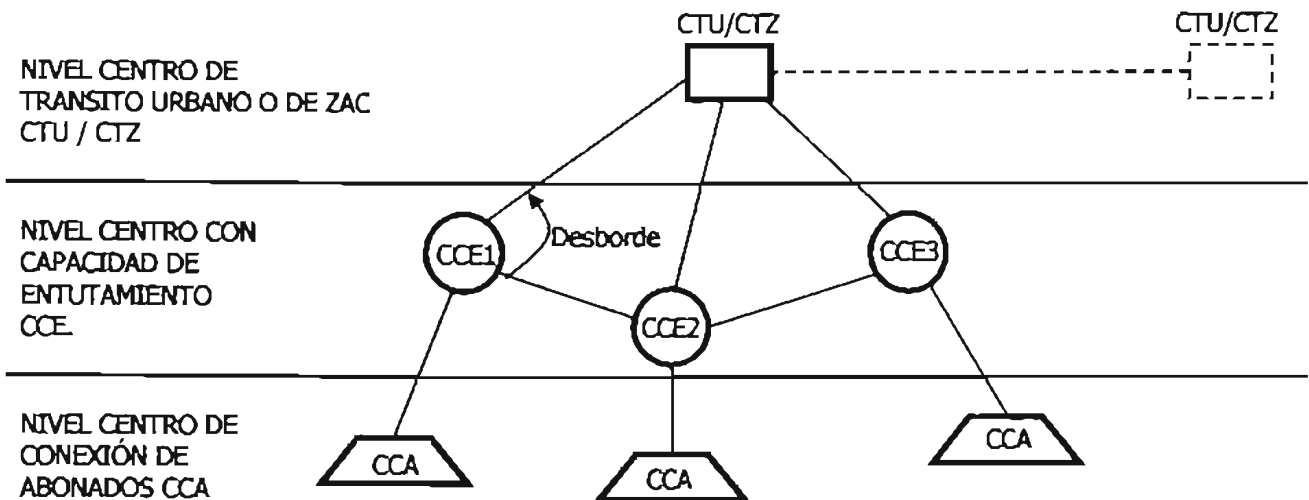 CTU/CTZ
CTU/CTZ
NIVEL CENTRO DE
TRANSITO URBANO O DE ZAC
CTU / CTZ
NIVEL CENTRO CON
CAPACIDAD DE
ENTUTAMIENTO
CCE.
CCE1
Desborde
CCE2
CCE3
NIVEL CENTRO DE
CONEXIÓN DE
ABONADOS CCA
CCA
CCA
CCA